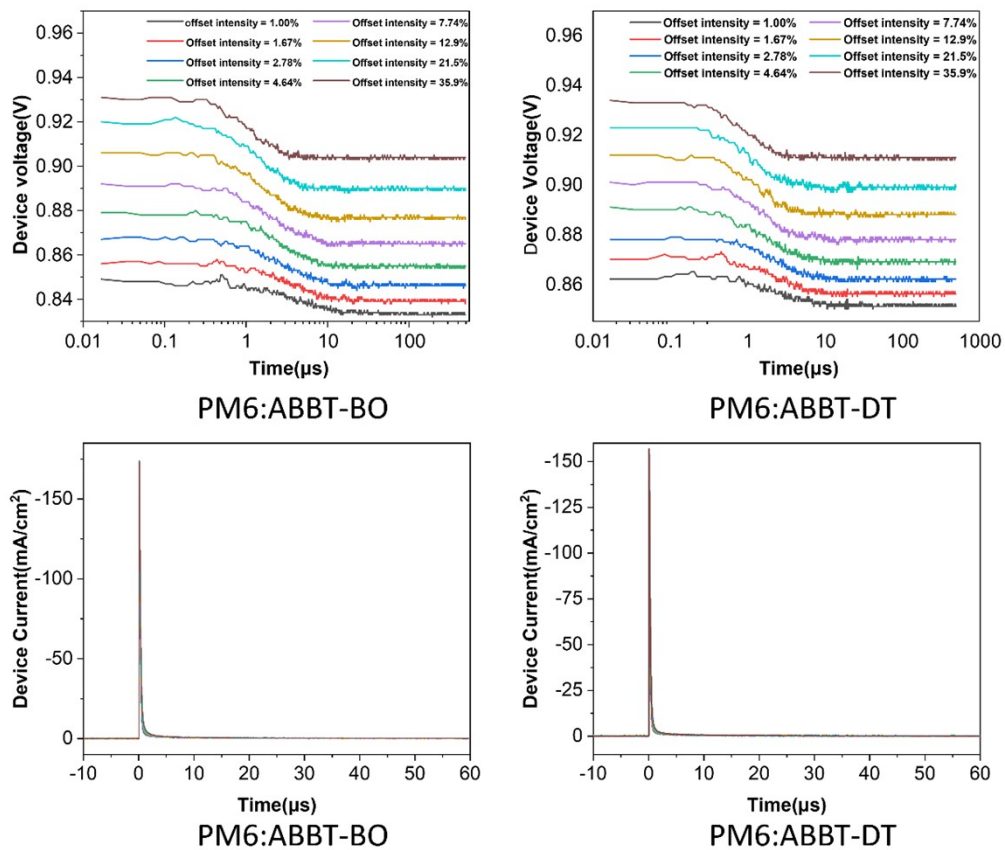 offset intensity = 1.00% Offset intensity = 7.74%
Offset intensity = 1.67% Offset intensity = 12.9%
Offset intensity = 2.78% Offset intensity = 21.5%
Offset intensity = 4.64% Offset intensity = 35.9%
Device voltage(V)
0.96
0.94
0.92
0.90
0.88
0.86
0.84
0.01 0.1 1 10 100
Time(μs)
PM6:ABBT-BO
Offset intensity = 1.00% Offset intensity = 7.74%
Offset intensity = 1.67% Offset intensity = 12.9%
Offset intensity = 2.78% Offset intensity = 21.5%
Offset intensity = 4.64% Offset intensity = 35.9%
Device Voltage(V)
0.96
0.94
0.92
0.90
0.88
0.86
0.01 0.1 1 10 100 1000
Time(μs)
PM6:ABBT-DT
Device Current(mA/cm²)
-150
-100
-50
0
-10 0 10 20 30 40 50 60
Time(μs)
PM6:ABBT-BO
Device Current(mA/cm²)
-150
-125
-100
-75
-50
-25
0
-10 0 10 20 30 40 50 60
Time(μs)
PM6:ABBT-DT